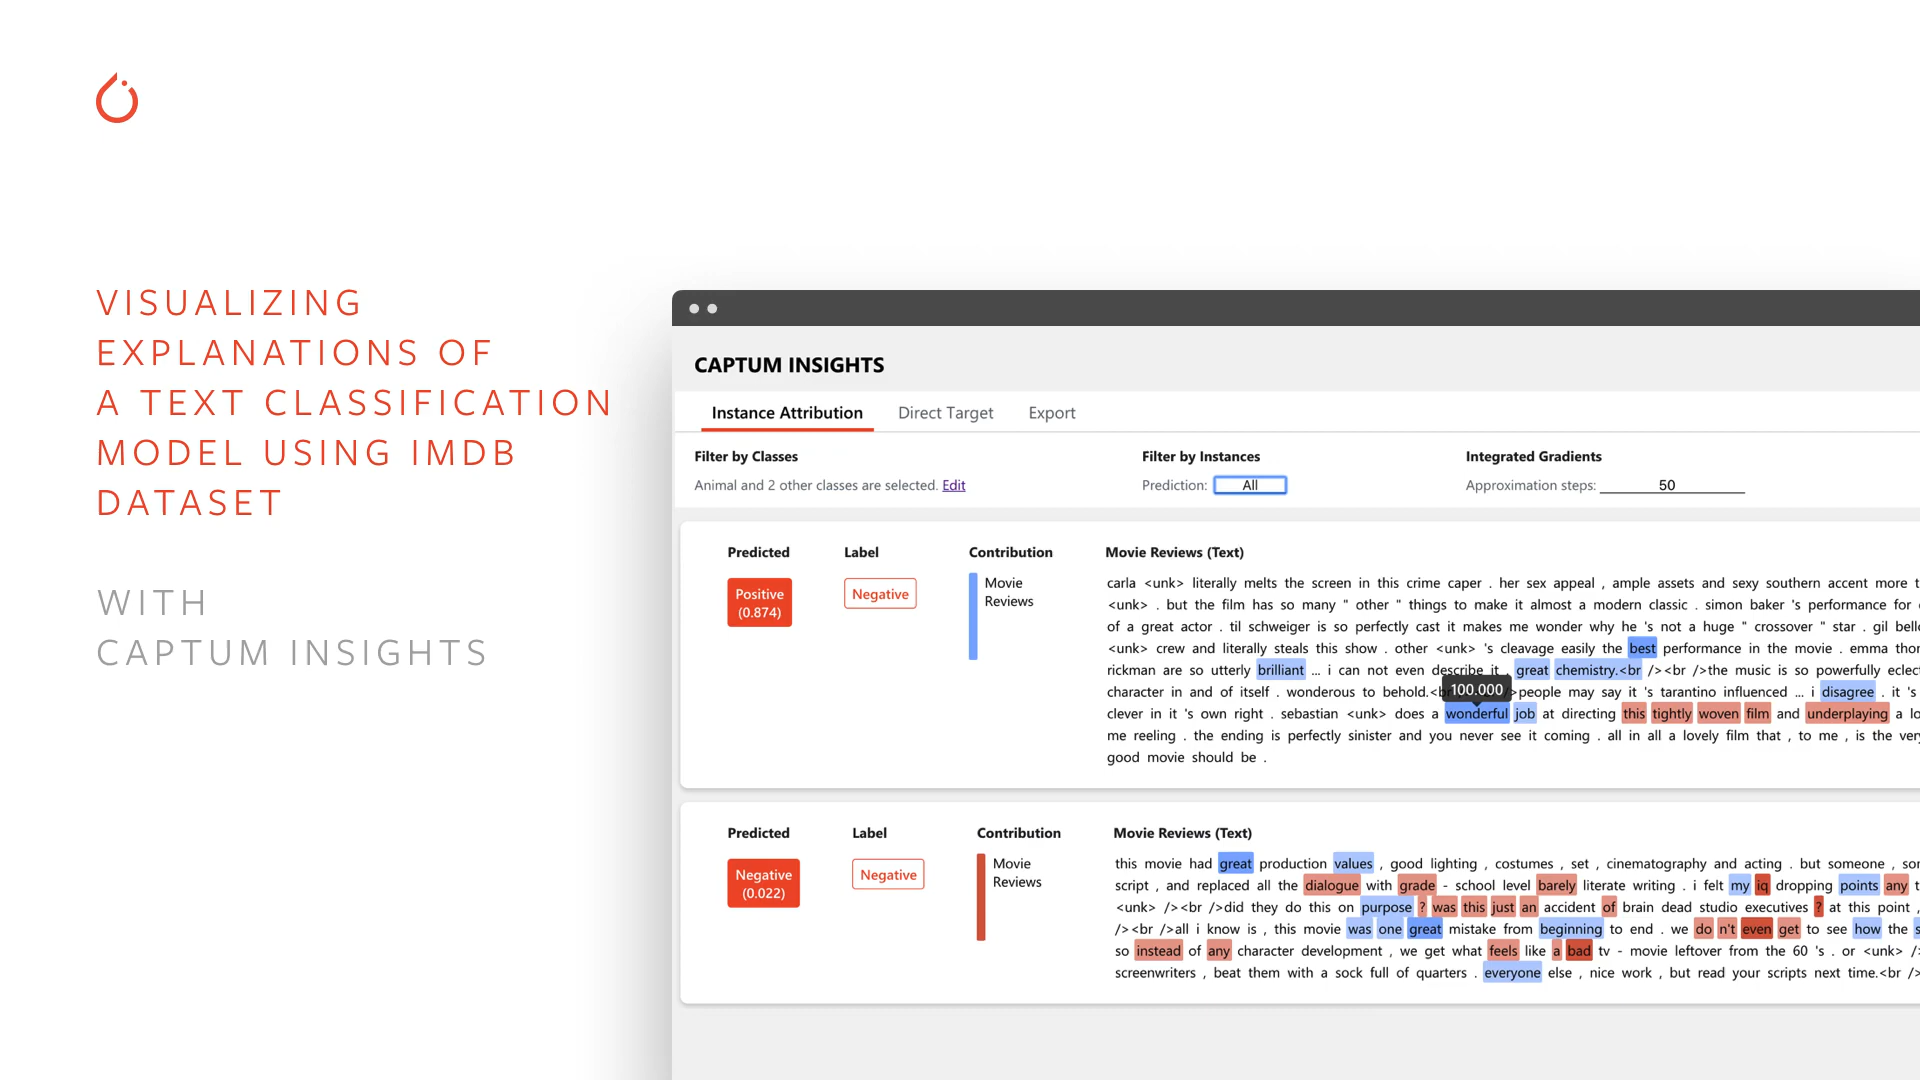 VISUALIZING
EXPLANATIONS OF
A TEXT CLASSIFICATION
MODEL USING IMDB
DATASET
WITH
CAPTUM INSIGHTS
CAPTUM INSIGHTS
Instance Attribution Direct Target Export
Filter by Classes Filter by Instances Integrated Gradients
Animal and 2 other classes are selected. Edit Prediction: All Approximation steps: 50
Predicted Label Contribution Movie Reviews (Text)
Positive
(0.874)
Negative
Movie
Reviews
carla <unk> literally melts the screen in this crime caper . her sex appeal , ample assets and sexy southern accent more
<unk> . but the film has so many " other " things to make it almost a modern classic . simon baker 's performance for
of a great actor . til schweiger is so perfectly cast it makes me wonder why he 's not a huge " crossover " star . gil
<unk> crew and literally steals this show . other <unk> 's cleavage easily the best performance in the movie . emma
rickman are so utterly brilliant ... i can not even describe it . great chemistry.<br /><br />the music is so powerfully
100.000
character in and of itself . wonderous to behold.<b />people may say it 's tarantino influenced ... i disagree . it 's
clever in it 's own right . sebastian <unk> does a wonderful job at directing this tightly woven film and underplaying a
me reeling . the ending is perfectly sinister and you never see it coming . all in all a lovely film that , to me , is the
good movie should be .
Predicted Label Contribution Movie Reviews (Text)
Negative
(0.022)
Negative
Movie
Reviews
this movie had great production values , good lighting , costumes , set , cinematography and acting . but someone ,
script , and replaced all the dialogue with grade - school level barely literate writing . i felt my iq dropping points any
<unk> /><br />did they do this on purpose ? was this just an accident of brain dead studio executives ? at this point ,
/><br />all i know is , this movie was one great mistake from beginning to end . we do n't even get to see how the
so instead of any character development , we get what feels like a bad tv - movie leftover from the 60 's . or <unk>
screenwriters , beat them with a sock full of quarters . everyone else , nice work , but read your scripts next time.<br />